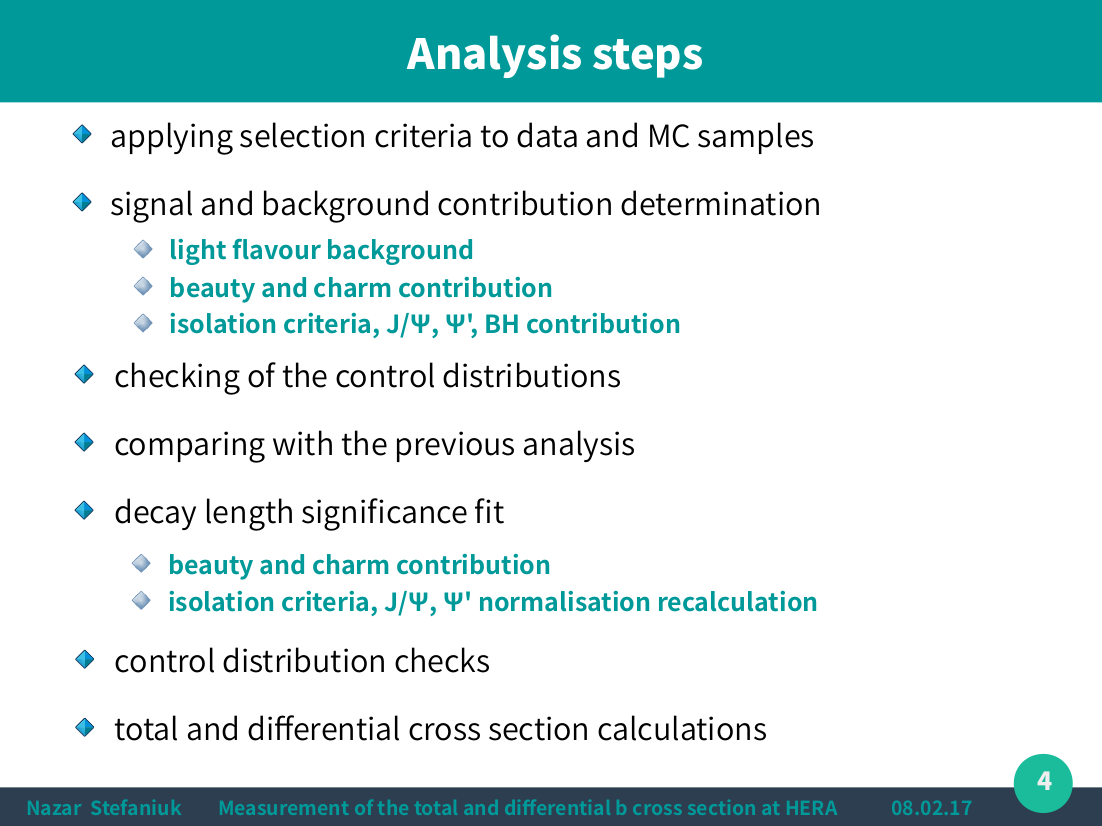 Analysis steps
applying selection criteria to data and MC samples
signal and background contribution determination
light flavour background
beauty and charm contribution
isolation criteria, J/Ψ, Ψ', BH contribution
checking of the control distributions
comparing with the previous analysis
decay length significance fit
beauty and charm contribution
isolation criteria, J/Ψ, Ψ' normalisation recalculation
control distribution checks
total and differential cross section calculations
4
Nazar Stefaniuk Measurement of the total and differential b cross section at HERA 08.02.17